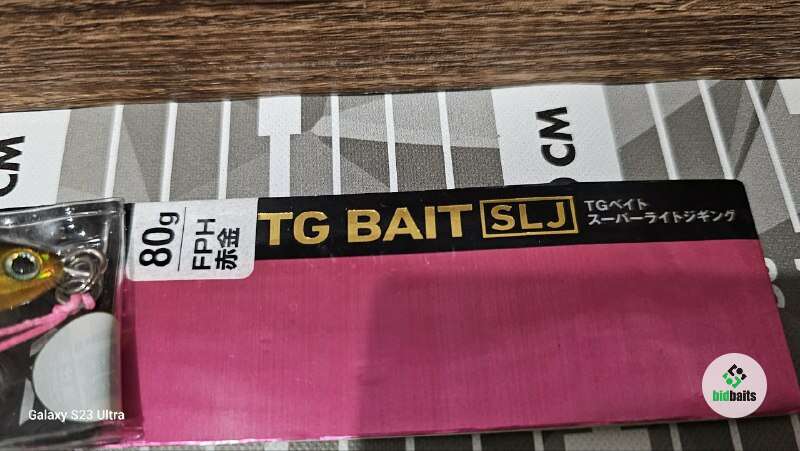 CM
CM
80g
FPH
赤金
TG BAIT SLJ
TGベイト
スーパーライトジギング
bidbaits
Galaxy S23 Ultra